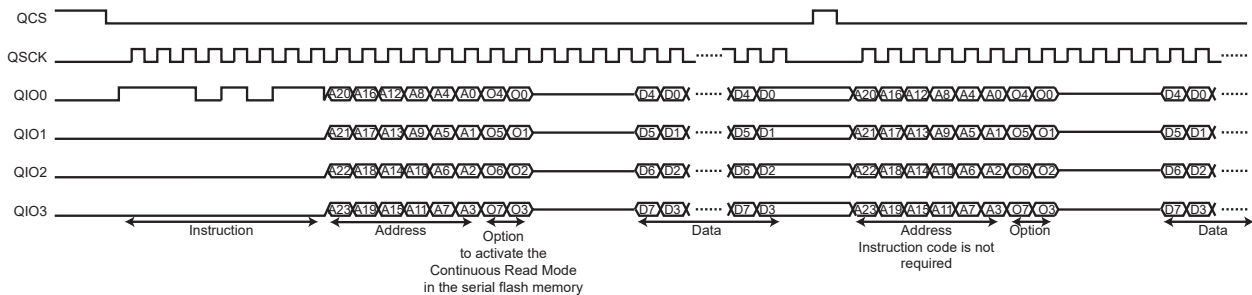 QCS
QSCK
QIO0 A20 A16 A12 A8 A4 A0 O4 O0 D4 D0 D4 D0 A20 A16 A12 A8 A4 A0 O4 O0 D4 D0
QIO1 A21 A17 A13 A9 A5 A1 O5 O1 D5 D1 D5 D1 A21 A17 A13 A9 A5 A1 O5 O1 D5 D1
QIO2 A22 A18 A14 A10 A6 A2 O6 O2 D6 D2 D6 D2 A22 A18 A14 A10 A6 A2 O6 O2 D6 D2
QIO3 A23 A19 A15 A11 A7 A3 O7 O3 D7 D3 D7 D3 A23 A19 A15 A11 A7 A3 O7 O3 D7 D3
Instruction Address Option Data Address Option Data
to activate the
Continuous Read Mode
in the serial flash memory
Instruction code is not
required